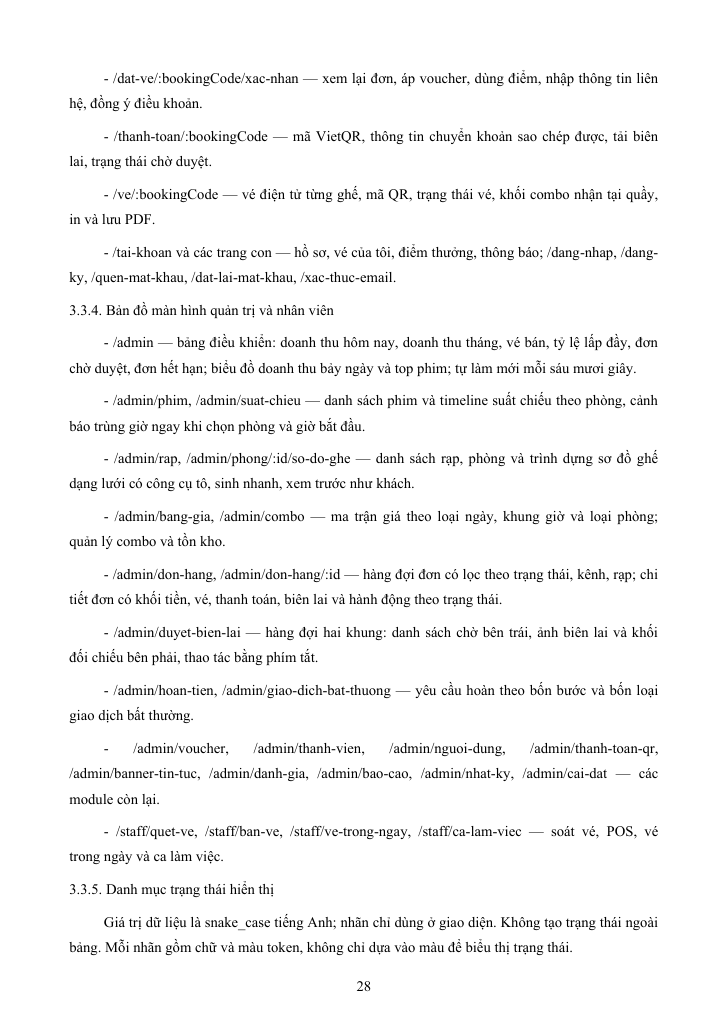 - /dat-ve/:bookingCode/xac-nhan — xem lại đơn, áp voucher, dùng điểm, nhập thông tin liên
hệ, đồng ý điều khoản.
- /thanh-toan/:bookingCode — mã VietQR, thông tin chuyển khoản sao chép được, tải biên
lai, trạng thái chờ duyệt.
- /ve/:bookingCode — vé điện tử từng ghế, mã QR, trạng thái vé, khối combo nhận tại quầy,
in và lưu PDF.
- /tai-khoan và các trang con — hồ sơ, vé của tôi, điểm thưởng, thông báo; /dang-nhap, /dang-
ky, /quen-mat-khau, /dat-lai-mat-khau, /xac-thuc-email.
3.3.4. Bản đồ màn hình quản trị và nhân viên
- /admin — bảng điều khiển: doanh thu hôm nay, doanh thu tháng, vé bán, tỷ lệ lấp đầy, đơn
chờ duyệt, đơn hết hạn; biểu đồ doanh thu bảy ngày và top phim; tự làm mới mỗi sáu mươi giây.
- /admin/phim, /admin/suat-chieu — danh sách phim và timeline suất chiếu theo phòng, cảnh
báo trùng giờ ngay khi chọn phòng và giờ bắt đầu.
- /admin/rap, /admin/phong/:id/so-do-ghe — danh sách rạp, phòng và trình dựng sơ đồ ghế
dạng lưới có công cụ tô, sinh nhanh, xem trước như khách.
- /admin/bang-gia, /admin/combo — ma trận giá theo loại ngày, khung giờ và loại phòng;
quản lý combo và tồn kho.
- /admin/don-hang, /admin/don-hang/:id — hàng đợi đơn có lọc theo trạng thái, kênh, rạp; chi
tiết đơn có khối tiền, vé, thanh toán, biên lai và hành động theo trạng thái.
- /admin/duyet-bien-lai — hàng đợi hai khung: danh sách chờ bên trái, ảnh biên lai và khối
đối chiếu bên phải, thao tác bằng phím tắt.
- /admin/hoan-tien, /admin/giao-dich-bat-thuong — yêu cầu hoàn theo bốn bước và bốn loại
giao dịch bất thường.
- /admin/voucher, /admin/thanh-vien, /admin/nguoi-dung, /admin/thanh-toan-qr,
/admin/banner-tin-tuc, /admin/danh-gia, /admin/bao-cao, /admin/nhat-ky, /admin/cai-dat — các
module còn lại.
- /staff/quet-ve, /staff/ban-ve, /staff/ve-trong-ngay, /staff/ca-lam-viec — soát vé, POS, vé
trong ngày và ca làm việc.
3.3.5. Danh mục trạng thái hiển thị
Giá trị dữ liệu là snake_case tiếng Anh; nhãn chỉ dùng ở giao diện. Không tạo trạng thái ngoài
bảng. Mỗi nhãn gồm chữ và màu token, không chỉ dựa vào màu để biểu thị trạng thái.
28